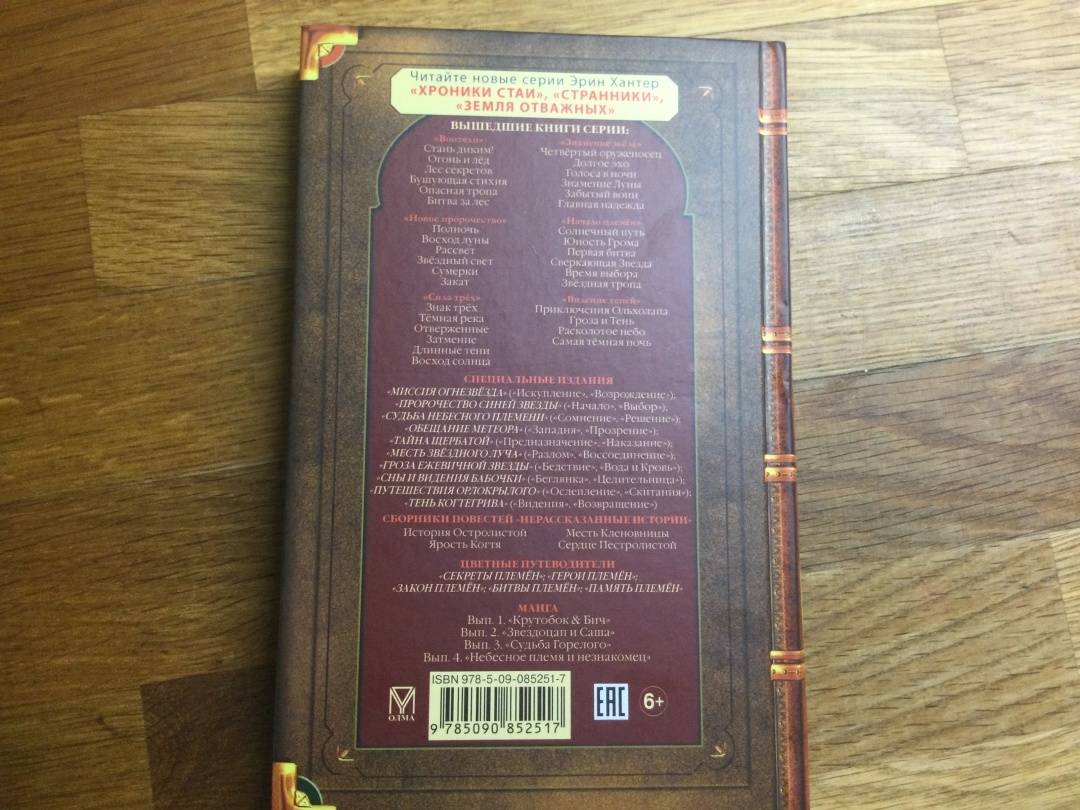 Читайте новые серии Эрин Хантер
«ХРОНИКИ СТАИ», «СТРАННИКИ»,
«ЗЕМЛЯ ОТВАЖНЫХ»
ВЫШЕДШИЕ КНИГИ СЕРИИ:
«Воители»
Стань диким!
Огонь и лёд
Лес секретов
Бушующая стихия
Опасная тропа
Битва за лес
«Новое пророчество»
Полночь
Восход луны
Рассвет
Звёздный свет
Сумерки
Закат
«Сила трёх»
Знак трёх
Тёмная река
Отверженные
Затмение
Длинные тени
Восход солнца
«Знамение звёзд»
Четвёртый оруженосец
Долгое эхо
Голоса в ночи
Знамение Луны
Забытый воин
Главная надежда
«Начало племён»
Солнечный путь
Юность Грома
Первая битва
Сверкающая Звезда
Время выбора
Звёздная тропа
«Видение теней»
Приключения Ольхолапа
Гроза и Тень
Расколотое небо
Самая тёмная ночь
СПЕЦИАЛЬНЫЕ ИЗДАНИЯ
«МИССИЯ ОГНЕЗВЁЗДА» («Искупление», «Возрождение»);
«ПРОРОЧЕСТВО СИНЕЙ ЗВЕЗДЫ» («Начало», «Выбор»);
«СУДЬБА НЕБЕСНОГО ПЛЕМЕНИ» («Сомнение», «Решение»);
«ОБЕЩАНИЕ МЕТЕОРА» («Западня», «Прозрение»);
«ТАЙНА ЩЕРБАТОЙ» («Предназначение», «Наказание»);
«МЕСТЬ ЗВЁЗДНОГО ЛУЧА» («Разлом», «Воссоединение»);
«ГРОЗА ЕЖЕВИЧНОЙ ЗВЕЗДЫ» («Бедствие», «Вода и Кровь»);
«СНЫ И ВИДЕНИЯ БАБОЧКИ» («Беглянка», «Целительница»);
«ПУТЕШЕСТВИЯ ОРЛОКРЫЛОГО» («Ослепление», «Скитания»);
«ТЕНЬ КОГТЕГРИВА» («Видения», «Возвращение»)
СБОРНИКИ ПОВЕСТЕЙ «НЕРАССКАЗАННЫЕ ИСТОРИИ»
История Остролистой
Ярость Когтя
Месть Кленовницы
Сердце Пестролистой
ЦВЕТНЫЕ ПУТЕВОДИТЕЛИ
«СЕКРЕТЫ ПЛЕМЁН»; «ГЕРОИ ПЛЕМЁН»;
«ЗАКОН ПЛЕМЁН»; «БИТВЫ ПЛЕМЁН»; «ПАМЯТЬ ПЛЕМЁН»
МАНГА
Вып. 1. «Крутобок & Бич»
Вып. 2. «Звездоцап и Саша»
Вып. 3. «Судьба Горелого»
Вып. 4. «Небесное племя и незнакомец»
ISBN 978-5-09-085251-7
9 785090 852517
ОЛМА
ЕАС
6+